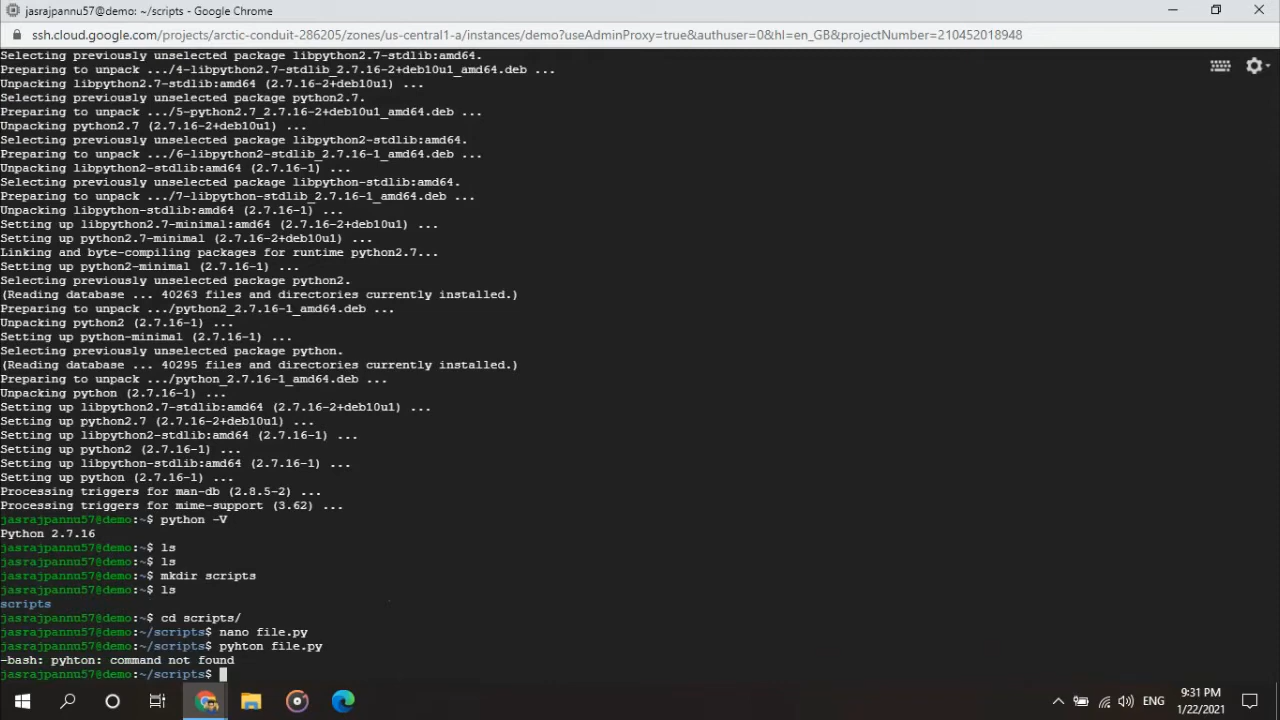 jasrajpannu57@demo: ~/scripts - Google Chrome
ssh.cloud.google.com/projects/arctic-conduit-286205/zones/us-central1-a/instances/demo?useAdminProxy=true&authuser=0&hl=en_GB&projectNumber=210452018948
Selecting previously unselected package libpython2.7-stdlib:amd64.
Preparing to unpack .../4-libpython2.7-stdlib_2.7.16-2+deb10u1_amd64.deb ...
Unpacking libpython2.7-stdlib:amd64 (2.7.16-2+deb10u1) ...
Selecting previously unselected package python2.7.
Preparing to unpack .../5-python2.7_2.7.16-2+deb10u1_amd64.deb ...
Unpacking python2.7 (2.7.16-2+deb10u1) ...
Selecting previously unselected package libpython2-stdlib:amd64.
Preparing to unpack .../6-libpython2-stdlib_2.7.16-1_amd64.deb ...
Unpacking libpython2-stdlib:amd64 (2.7.16-1) ...
Selecting previously unselected package libpython-stdlib:amd64.
Preparing to unpack .../7-libpython-stdlib_2.7.16-1_amd64.deb ...
Unpacking libpython-stdlib:amd64 (2.7.16-1) ...
Setting up libpython2.7-minimal:amd64 (2.7.16-2+deb10u1) ...
Setting up python2.7-minimal (2.7.16-2+deb10u1) ...
Linking and byte-compiling packages for runtime python2.7...
Setting up python2-minimal (2.7.16-1) ...
Selecting previously unselected package python2.
(Reading database ... 40263 files and directories currently installed.)
Preparing to unpack .../python2_2.7.16-1_amd64.deb ...
Unpacking python2 (2.7.16-1) ...
Setting up python-minimal (2.7.16-1) ...
Selecting previously unselected package python.
(Reading database ... 40295 files and directories currently installed.)
Preparing to unpack .../python_2.7.16-1_amd64.deb ...
Unpacking python (2.7.16-1) ...
Setting up libpython2.7-stdlib:amd64 (2.7.16-2+deb10u1) ...
Setting up python2.7 (2.7.16-2+deb10u1) ...
Setting up libpython2-stdlib:amd64 (2.7.16-1) ...
Setting up python2 (2.7.16-1) ...
Setting up libpython-stdlib:amd64 (2.7.16-1) ...
Setting up python (2.7.16-1) ...
Processing triggers for man-db (2.8.5-2) ...
Processing triggers for mime-support (3.62) ...
jasrajpannu57@demo:~$ python -V
Python 2.7.16
jasrajpannu57@demo:~$ ls
jasrajpannu57@demo:~$ ls
jasrajpannu57@demo:~$ mkdir scripts
jasrajpannu57@demo:~$ ls
scripts
jasrajpannu57@demo:~$ cd scripts/
jasrajpannu57@demo:~/scripts$ nano file.py
jasrajpannu57@demo:~/scripts$ pyhton file.py
-bash: pyhton: command not found
jasrajpannu57@demo:~/scripts$
ENG
9:31 PM
1/22/2021